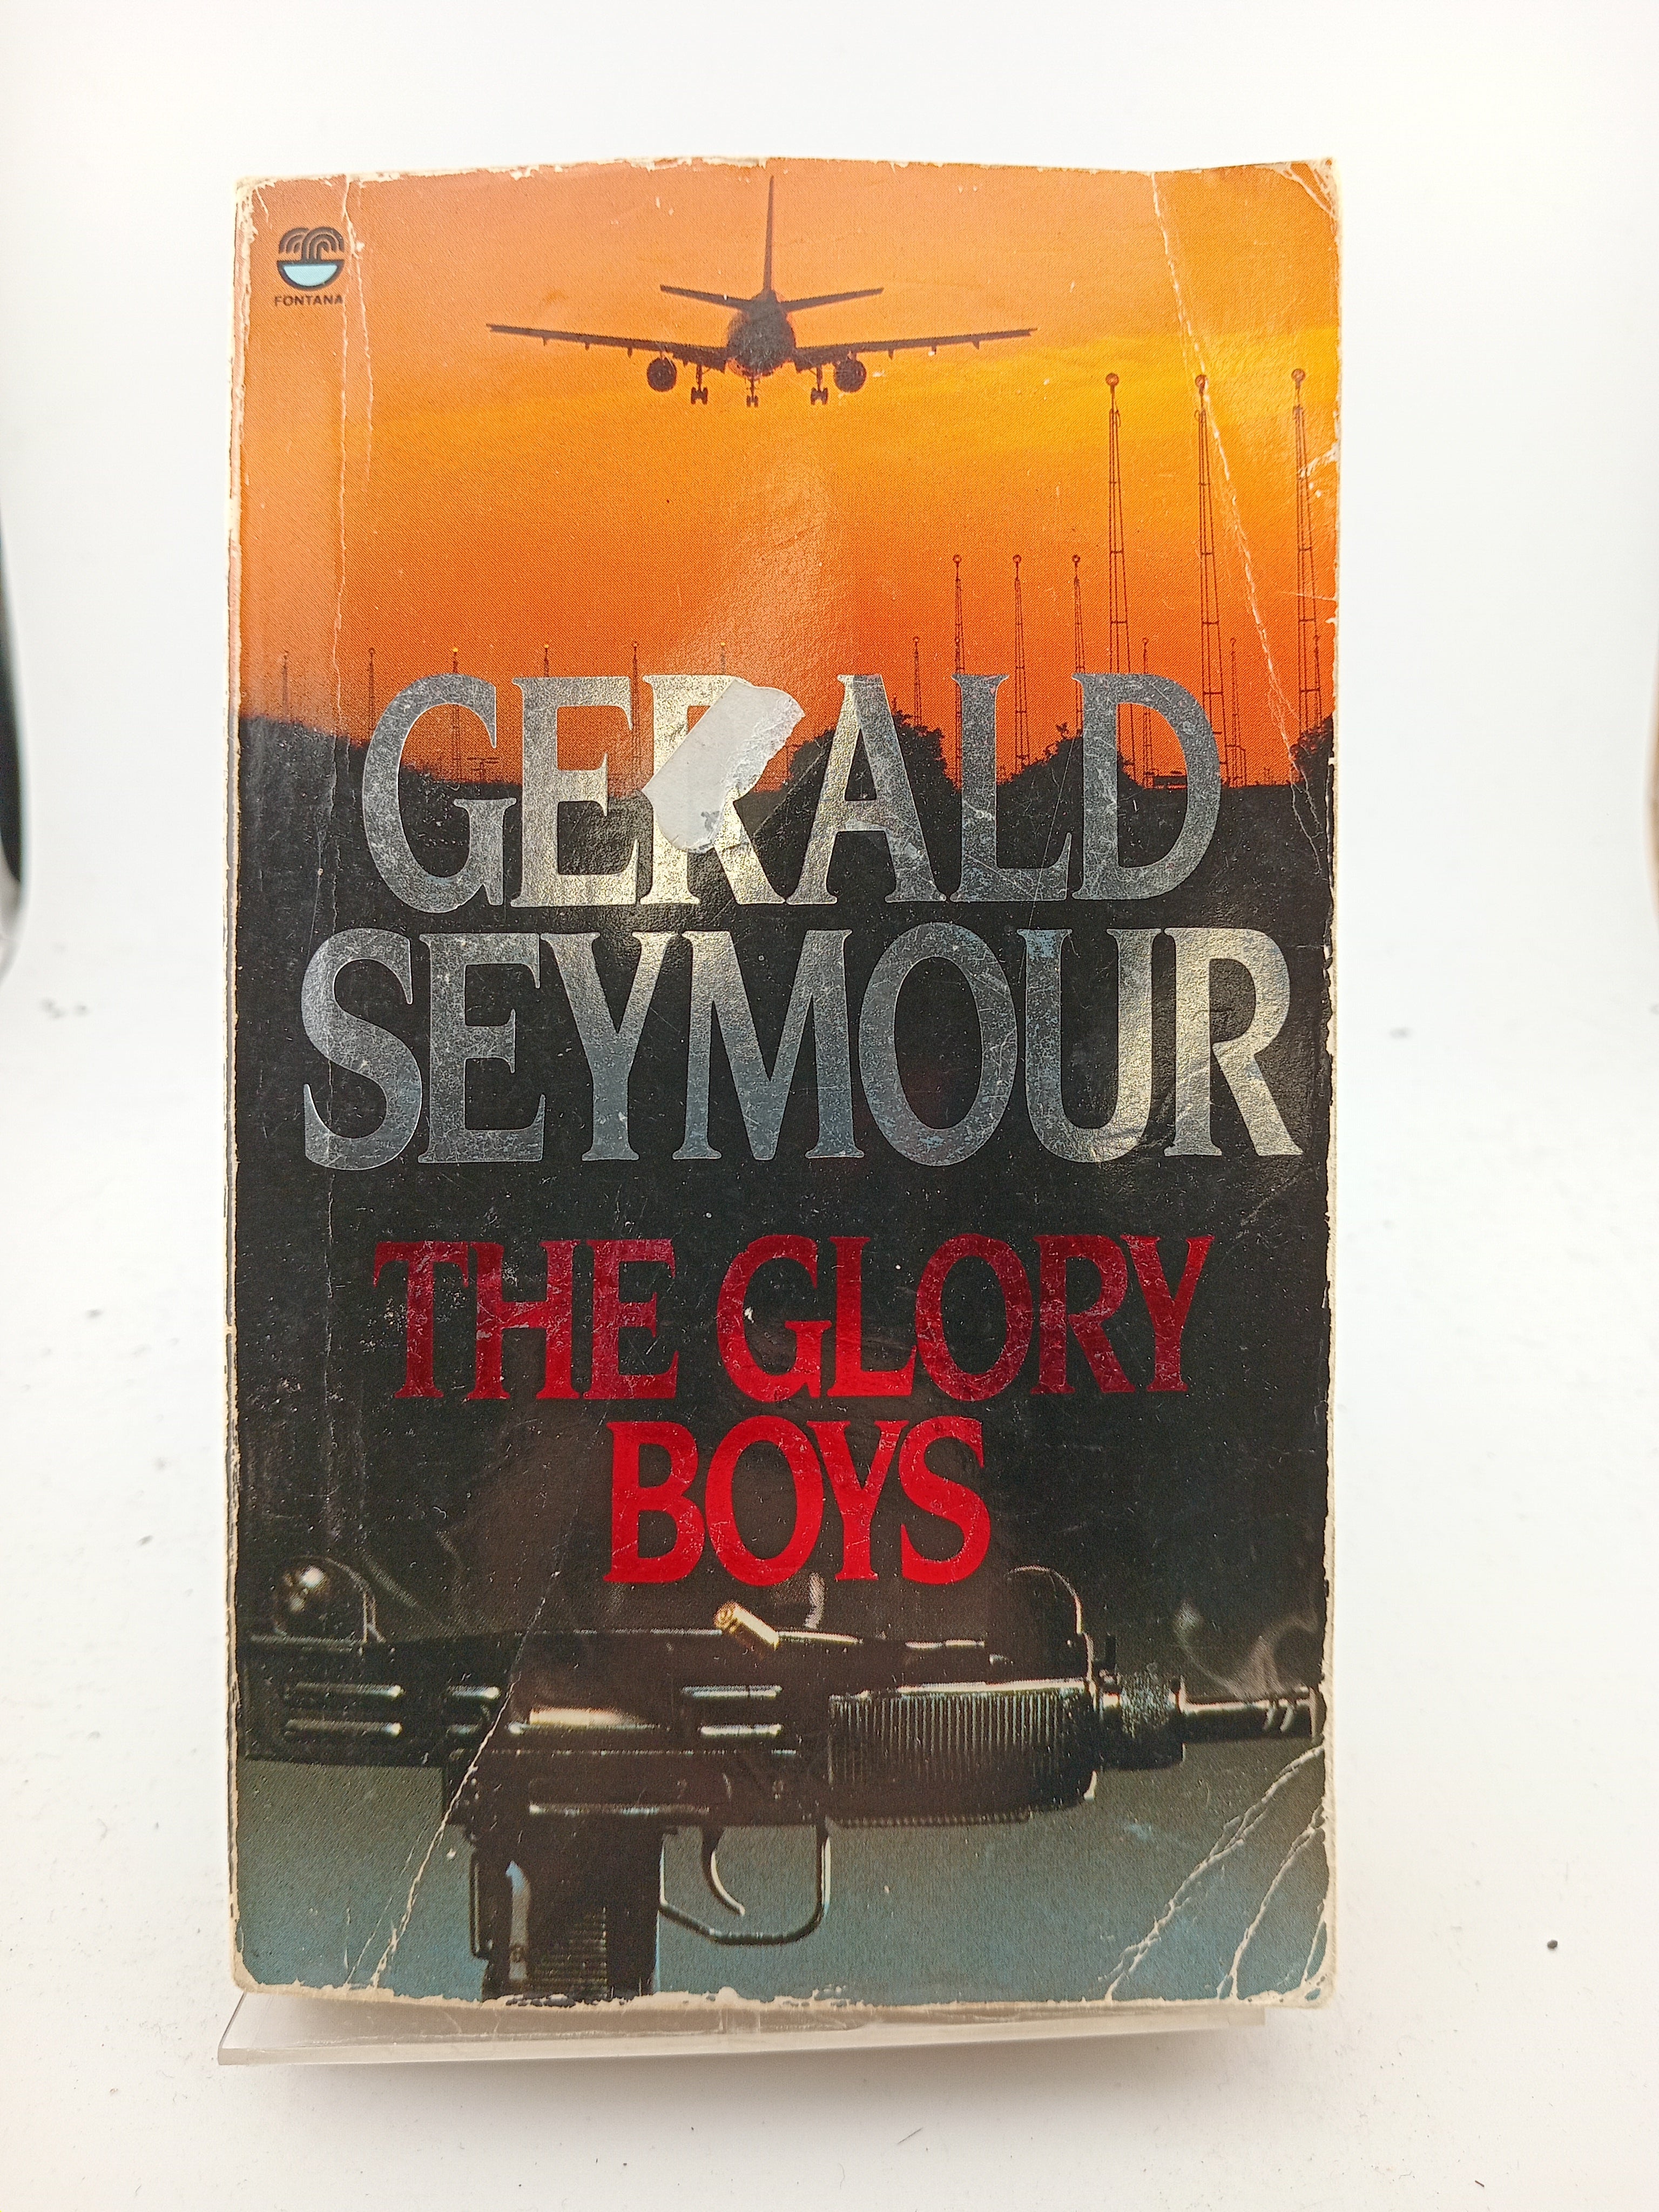 FONTANA
GERALD
SEYMOUR
THE GLORY
BOYS